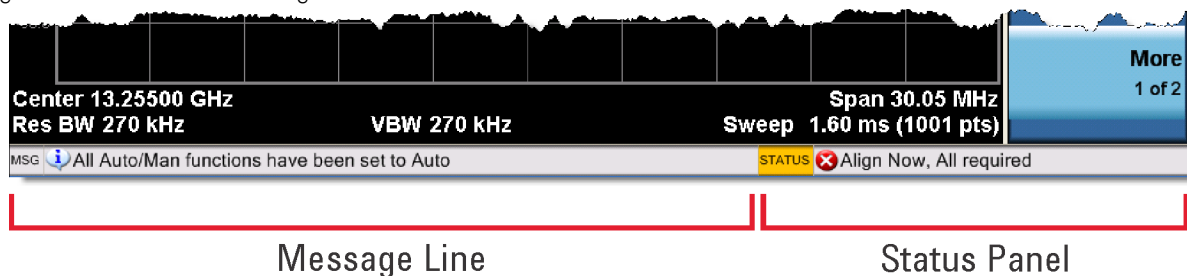 More
1 of 2
Center 13.25500 GHz
Span 30.05 MHz
Res BW 270 kHz
VBW 270 kHz
Sweep 1.60 ms (1001 pts)
MSG All Auto/Man functions have been set to Auto
STATUS Align Now, All required
Message Line
Status Panel